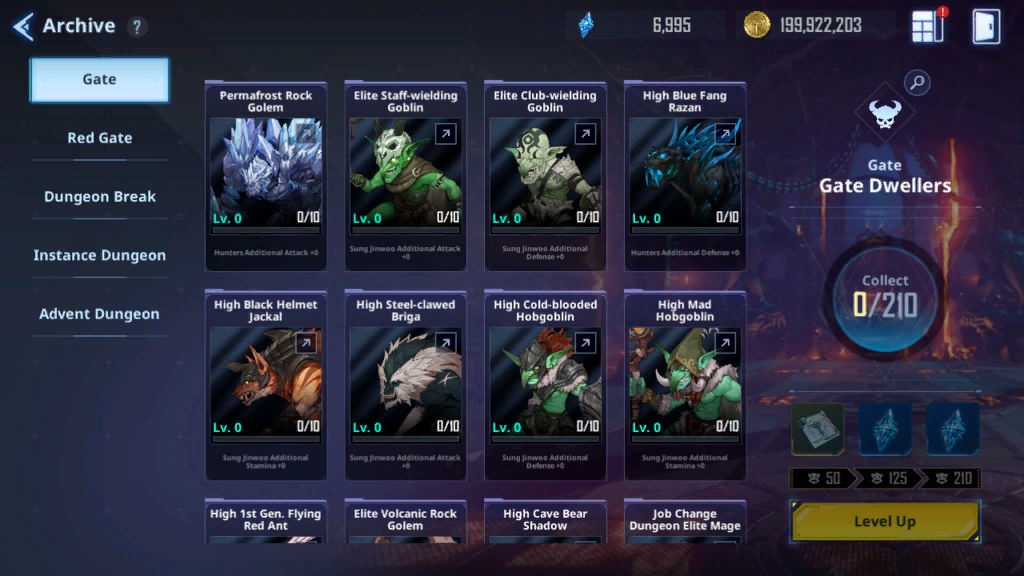 Archive ?
6,995
199,922,203
!
Gate
Red Gate
Dungeon Break
Instance Dungeon
Advent Dungeon
Permafrost Rock
Golem
Lv. 0
0/10
Hunters Additional Attack +0
Elite Staff-wielding
Goblin
Lv. 0
0/10
Sung Jinwoo Additional Attack
+0
Elite Club-wielding
Goblin
Lv. 0
0/10
Sung Jinwoo Additional
Defense +0
High Blue Fang
Razan
Lv. 0
0/10
Hunters Additional Defense +0
High Black Helmet
Jackal
Lv. 0
0/10
Sung Jinwoo Additional
Stamina +0
High Steel-clawed
Briga
Lv. 0
0/10
Sung Jinwoo Additional Attack
+0
High Cold-blooded
Hobgoblin
Lv. 0
0/10
Sung Jinwoo Additional
Defense +0
High Mad
Hobgoblin
Lv. 0
0/10
Sung Jinwoo Additional
Stamina +0
High 1st Gen. Flying
Red Ant
Elite Volcanic Rock
Golem
High Cave Bear
Shadow
Job Change
Dungeon Elite Mage
Gate
Gate Dwellers
Collect
0/210
50
125
210
Level Up